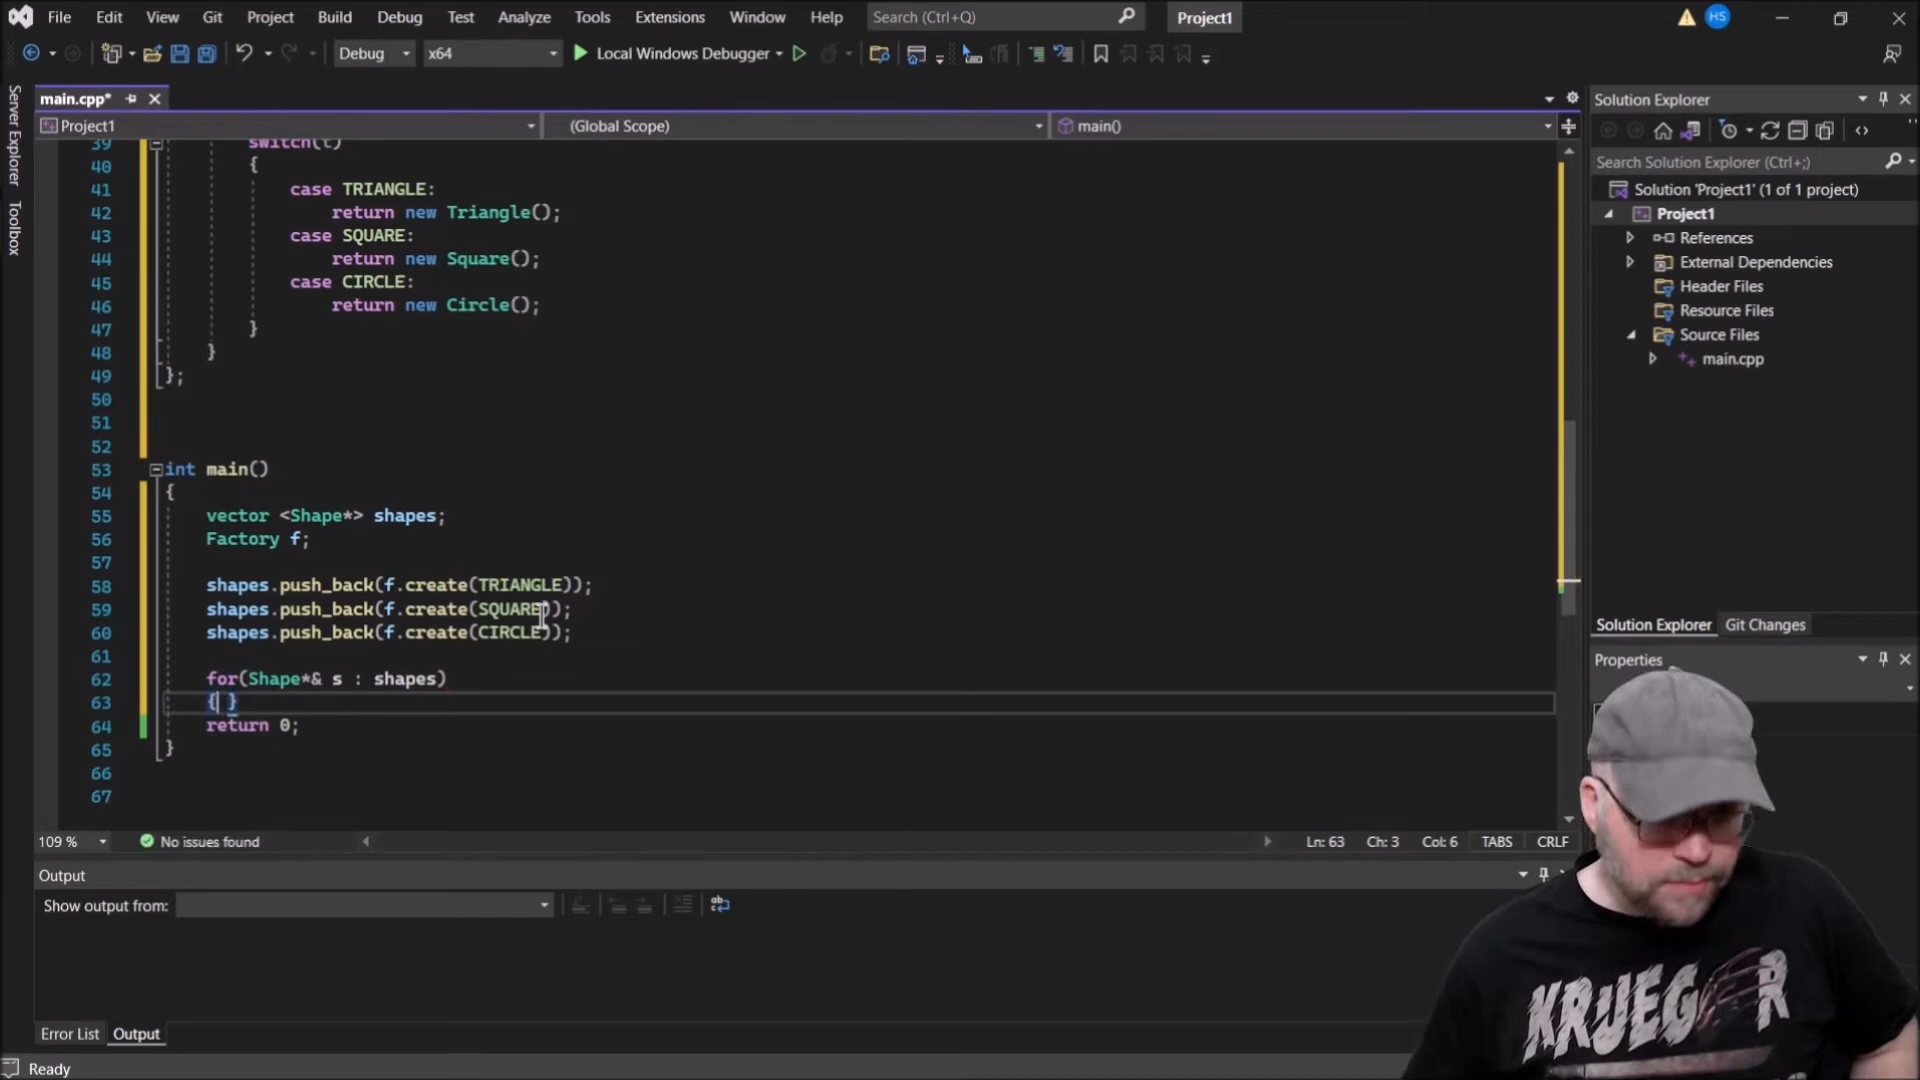 File Edit View Git Project Build Debug Test Analyze Tools Extensions Window Help Search (Ctrl+Q) Project1 HS
Debug x64 Local Windows Debugger
Server Explorer
Toolbox
main.cpp*
Project1 (Global Scope) main()
39 switch(t)
40 {
41 case TRIANGLE:
42 return new Triangle();
43 case SQUARE:
44 return new Square();
45 case CIRCLE:
46 return new Circle();
47 }
48 }
49 };
50
51
52
53 int main()
54 {
55 vector <Shape*> shapes;
56 Factory f;
57
58 shapes.push_back(f.create(TRIANGLE));
59 shapes.push_back(f.create(SQUARE));
60 shapes.push_back(f.create(CIRCLE));
61
62 for(Shape*& s : shapes)
63 { }
64 return 0;
65 }
66
67
109 % No issues found Ln: 63 Ch: 3 Col: 6 TABS CRLF
Output
Show output from:
Error List Output
Ready
Solution Explorer
Search Solution Explorer (Ctrl+;)
Solution 'Project1' (1 of 1 project)
Project1
References
External Dependencies
Header Files
Resource Files
Source Files
main.cpp
Solution Explorer Git Changes
Properties